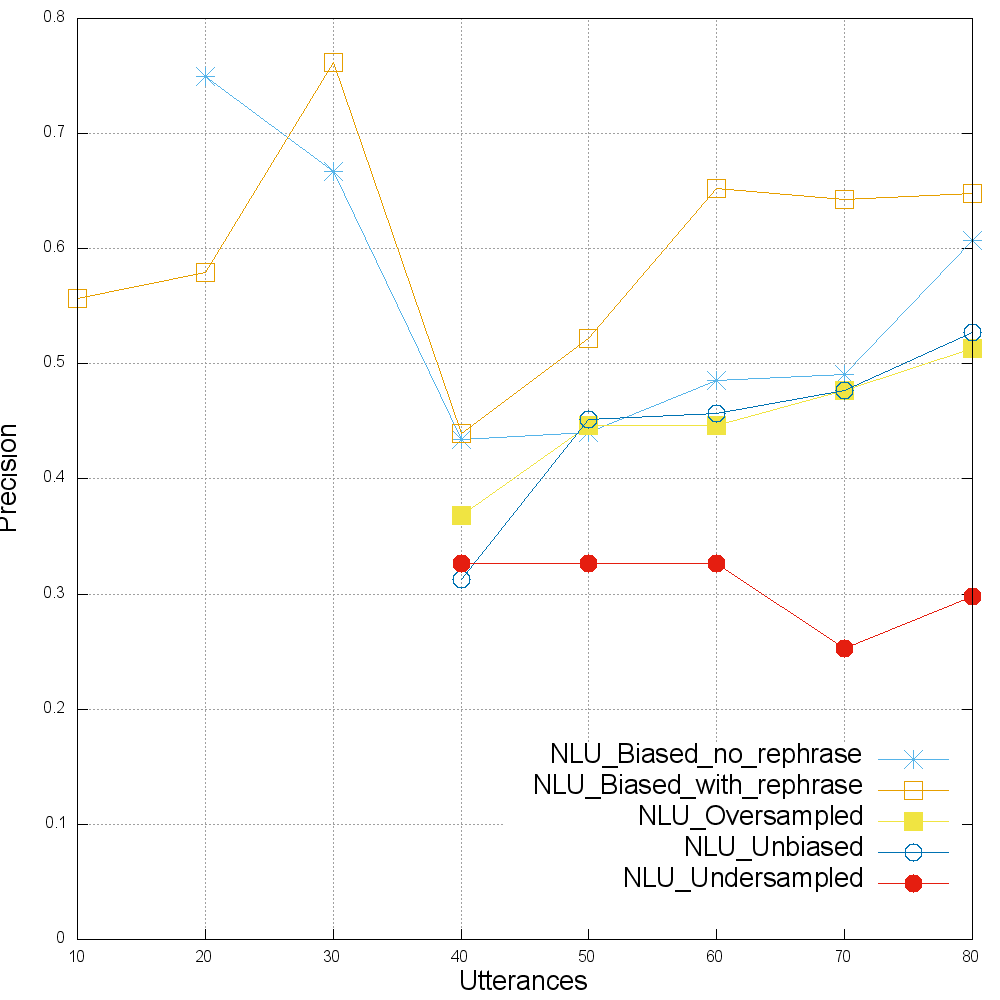 0.8
0.7
0.6
0.5
0.4
0.3
0.2
0.1
0
Precision
NLU_Biased_no_rephrase
NLU_Biased_with_rephrase
NLU_Oversampled
NLU_Unbiased
NLU_Undersampled
10 20 30 40 50 60 70 80
Utterances